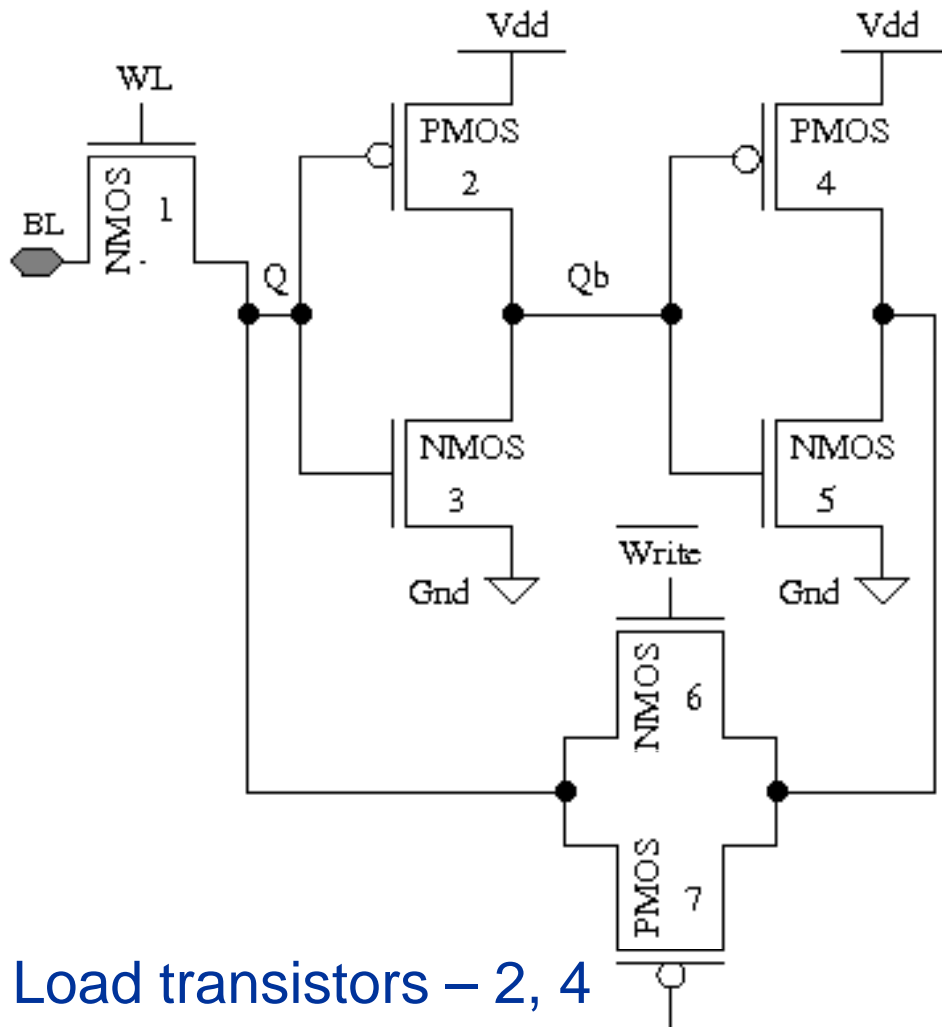 Vdd
Vdd
WL
PMOS
2
PMOS
4
NMOS
1
BL
Q
Qb
NMOS
3
NMOS
5
Write
Gnd
Gnd
NMOS
6
PMOS
7
Load transistors – 2, 4